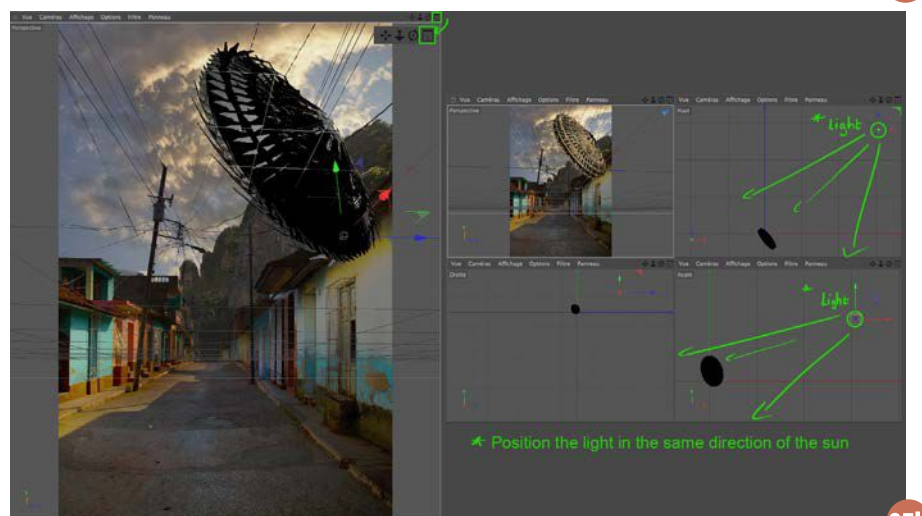 Vue Caméras Affichage Options Filtre Panneau
Perspective
Vue Caméras Affichage Options Filtre Panneau
Perspective
Vue Caméras Affichage Options Filtre Panneau
Haut
* Light
Vue Caméras Affichage Options Filtre Panneau
Droite
Vue Caméras Affichage Options Filtre Panneau
* Light
* Position the light in the same direction of the sun